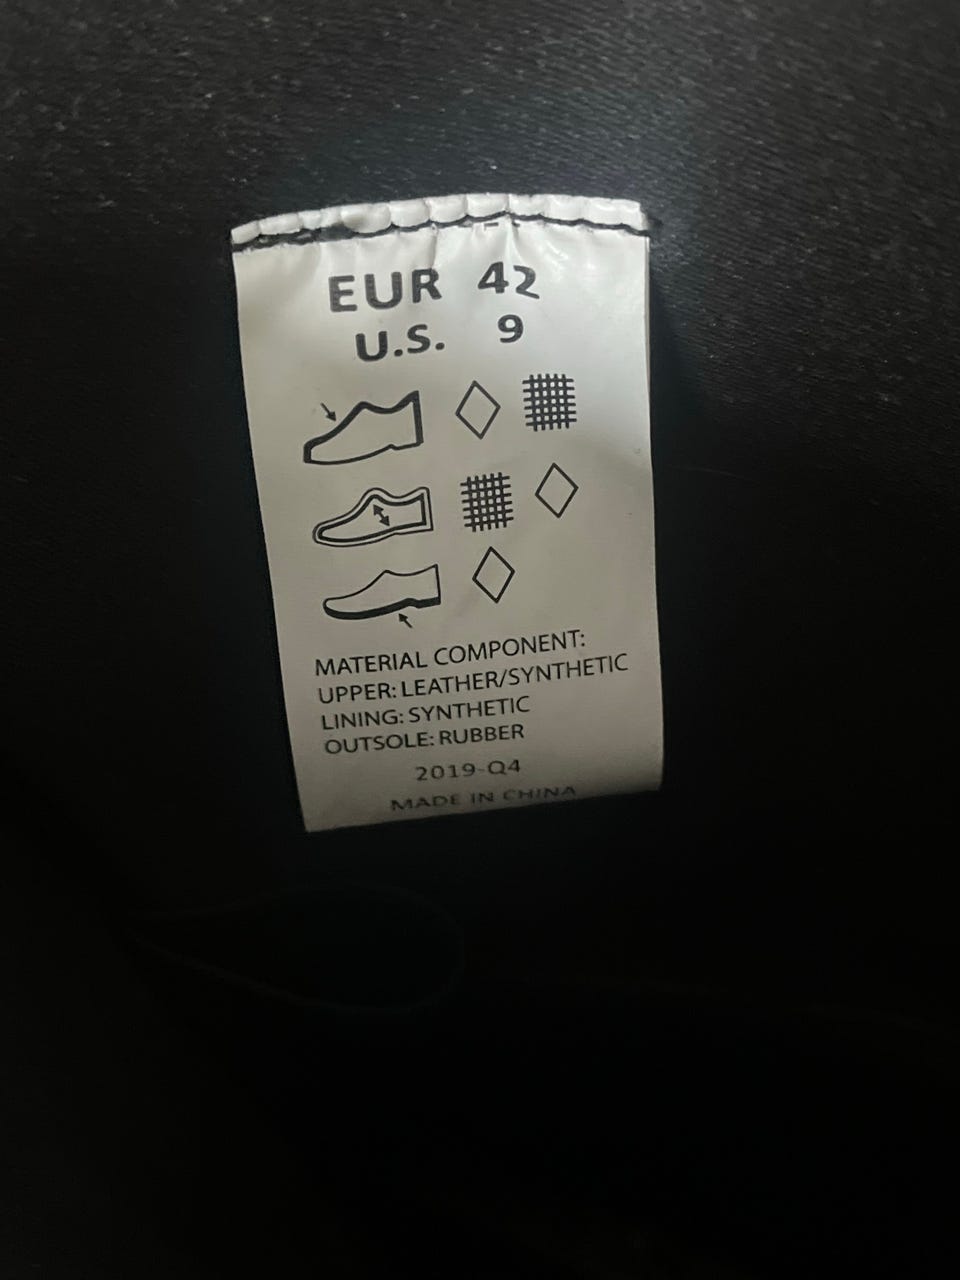 EUR 42
U.S. 9
MATERIAL COMPONENT:
UPPER: LEATHER/SYNTHETIC
LINING: SYNTHETIC
OUTSOLE: RUBBER
2019-Q4
MADE IN CHINA